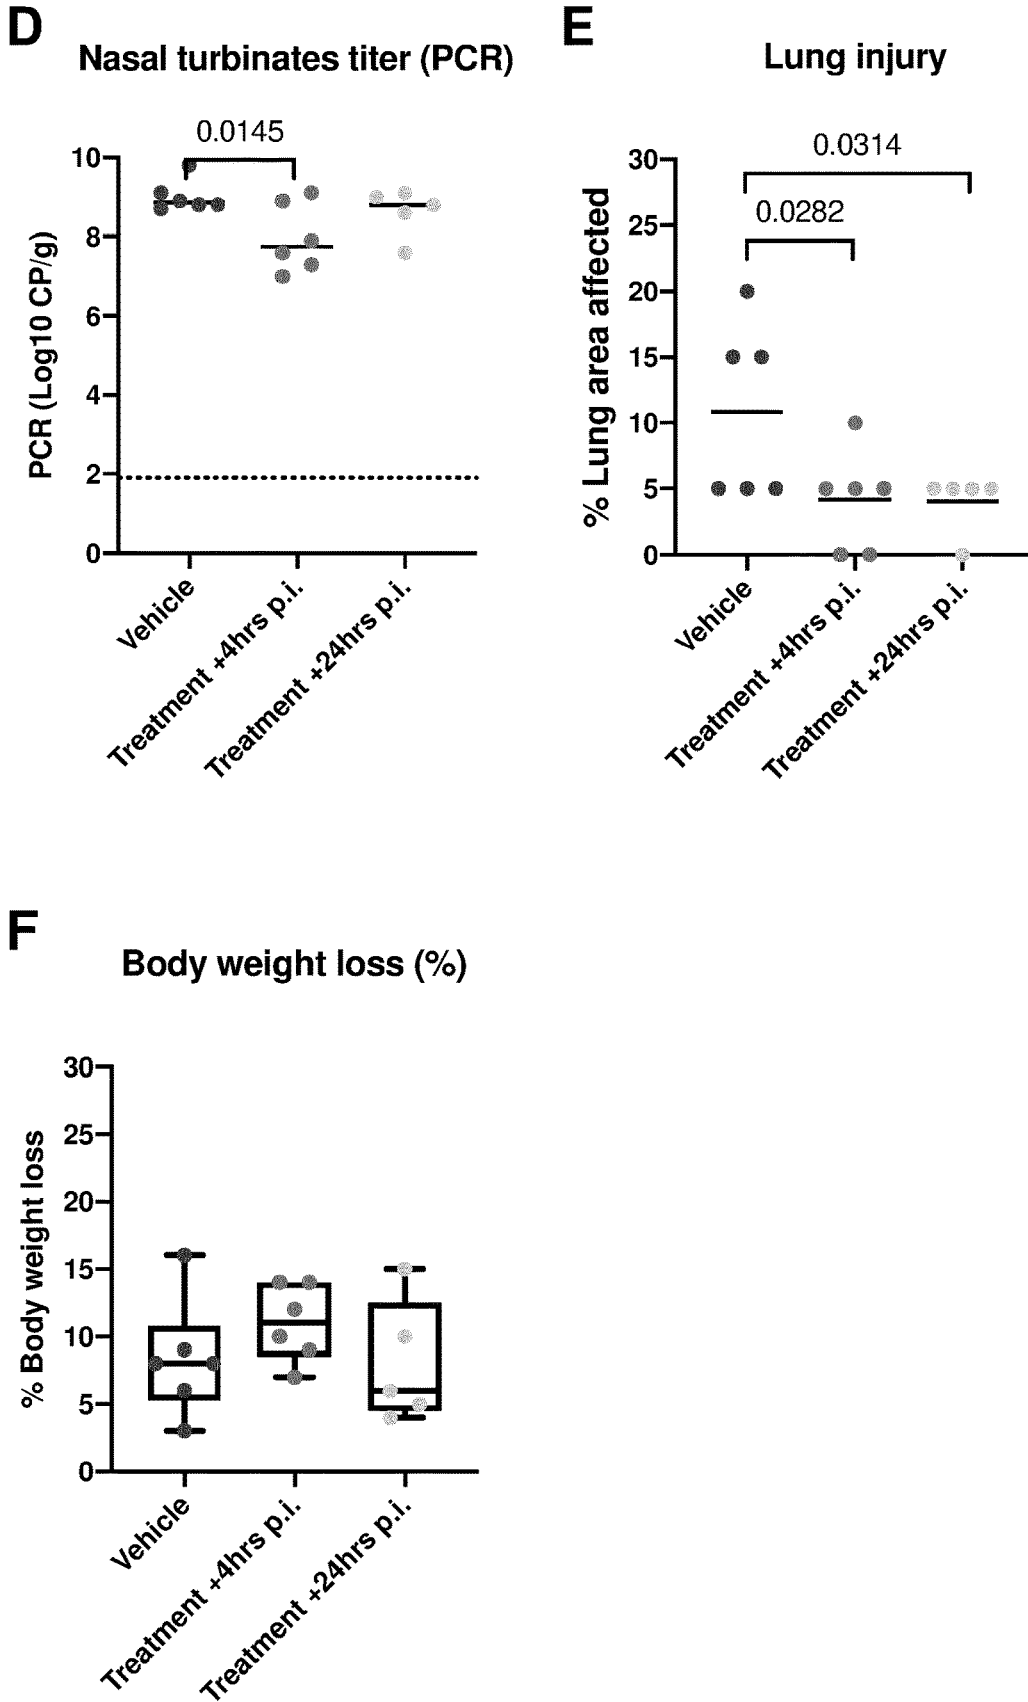 D
Nasal turbinates titer (PCR)
0.0145
PCR (Log10 CP/g)
10
8
6
4
2
0
Vehicle
Treatment +4hrs p.i.
Treatment +24hrs p.i.
E
Lung injury
0.0314
0.0282
% Lung area affected
30
25
20
15
10
5
0
Vehicle
Treatment +4hrs p.i.
Treatment +24hrs p.i.
F
Body weight loss (%)
% Body weight loss
30
25
20
15
10
5
0
Vehicle
Treatment +4hrs p.i.
Treatment +24hrs p.i.